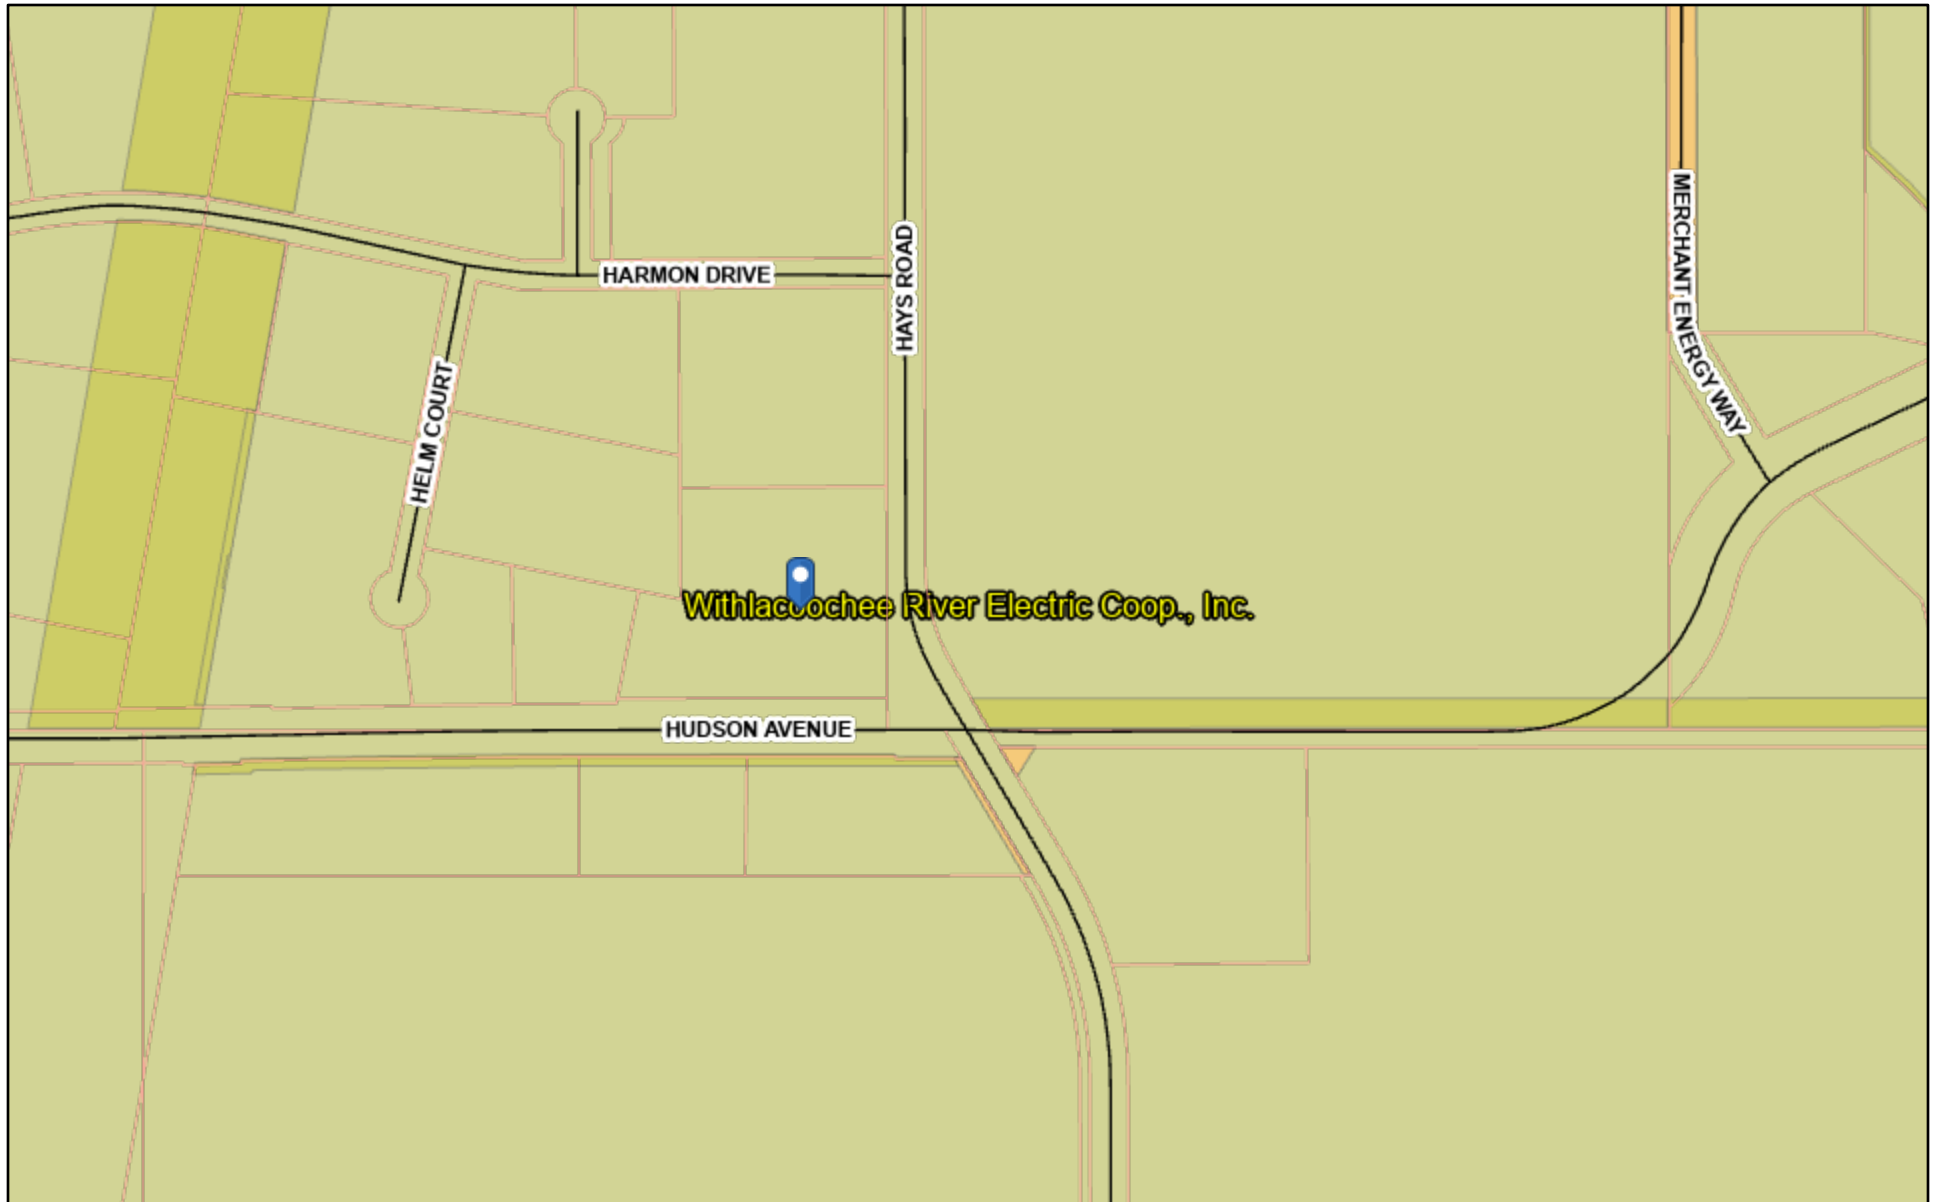 MERCHANT ENERGY WAY
HAYS ROAD
HARMON DRIVE
HELM COURT
Withlacoochee River Electric Coop., Inc.
HUDSON AVENUE